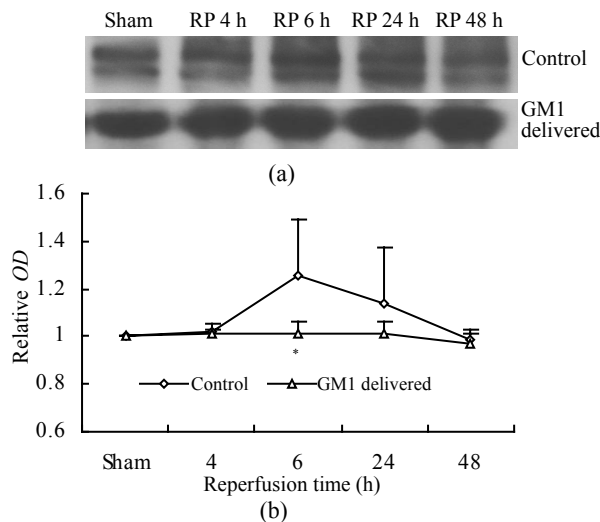 Sham RP 4 h RP 6 h RP 24 h RP 48 h
Control
GM1
delivered
(a)
1.6
1.4
1.2
1
0.8
0.6
Relative OD
*
Control GM1 delivered
Sham 4 6 24 48
Reperfusion time (h)
(b)